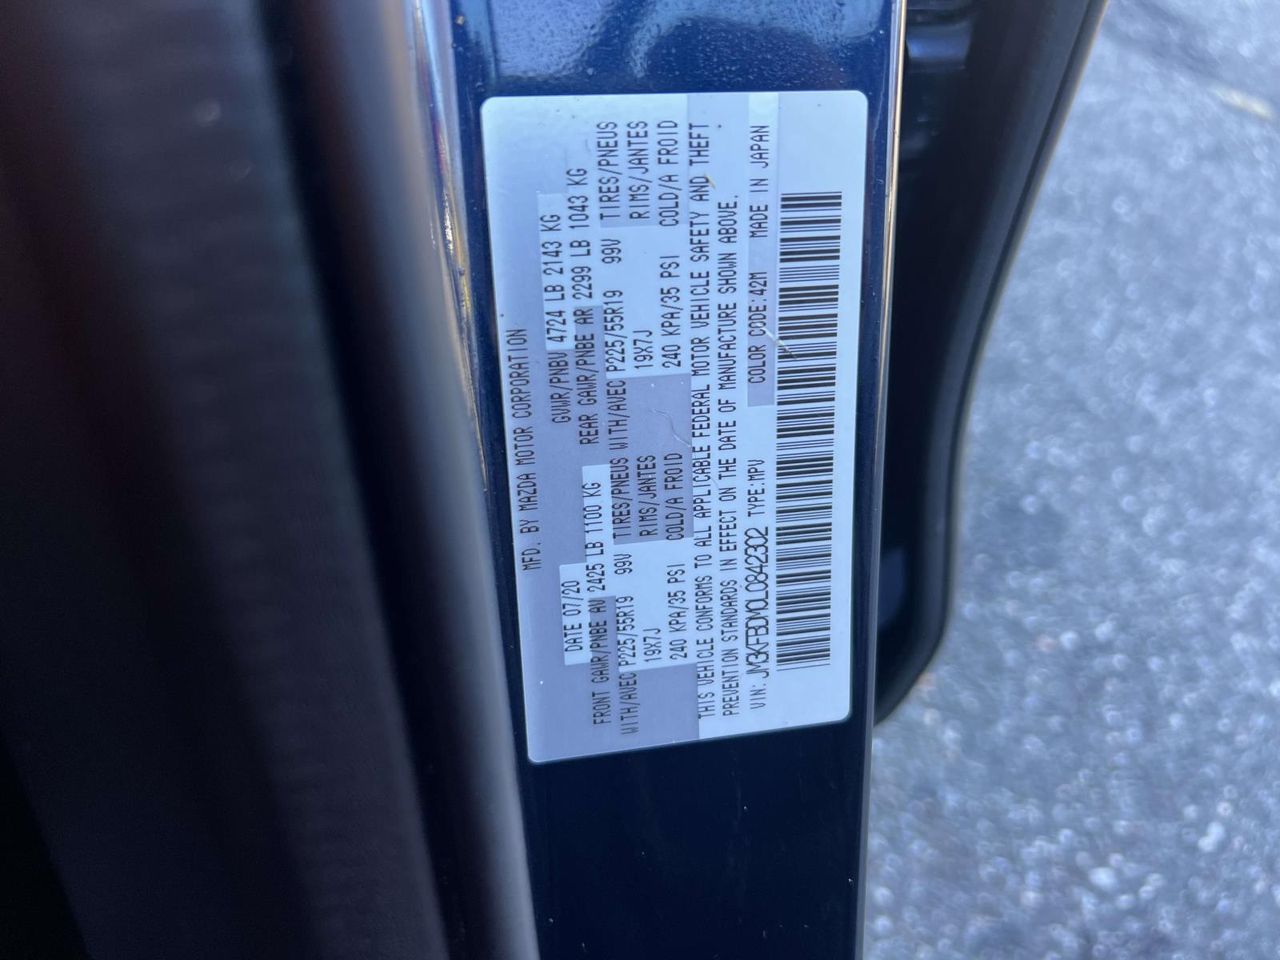 MFD. BY MAZDA MOTOR CORPORATION
DATE 07/20 GVWR/PNBV 4724 LB 2143 KG
FRONT GAWR/PNBE AV 2425 LB 1100 KG REAR GAWR/PNBE AR 2299 LB 1043 KG
WITH/AVEC P225/55R19 99V TIRES/PNEUS WITH/AVEC P225/55R19 99V TIRES/PNEUS
19X7J RIMS/JANTES 19X7J RIMS/JANTES
240 KPA/35 PSI COLD/A FROID 240 KPA/35 PSI COLD/A FROID
THIS VEHICLE CONFORMS TO ALL APPLICABLE FEDERAL MOTOR VEHICLE SAFETY AND THEFT
PREVENTION STANDARDS IN EFFECT ON THE DATE OF MANUFACTURE SHOWN ABOVE.
VIN: JM3KFBDM0L0842302 TYPE:MPV COLOR CODE:42M MADE IN JAPAN